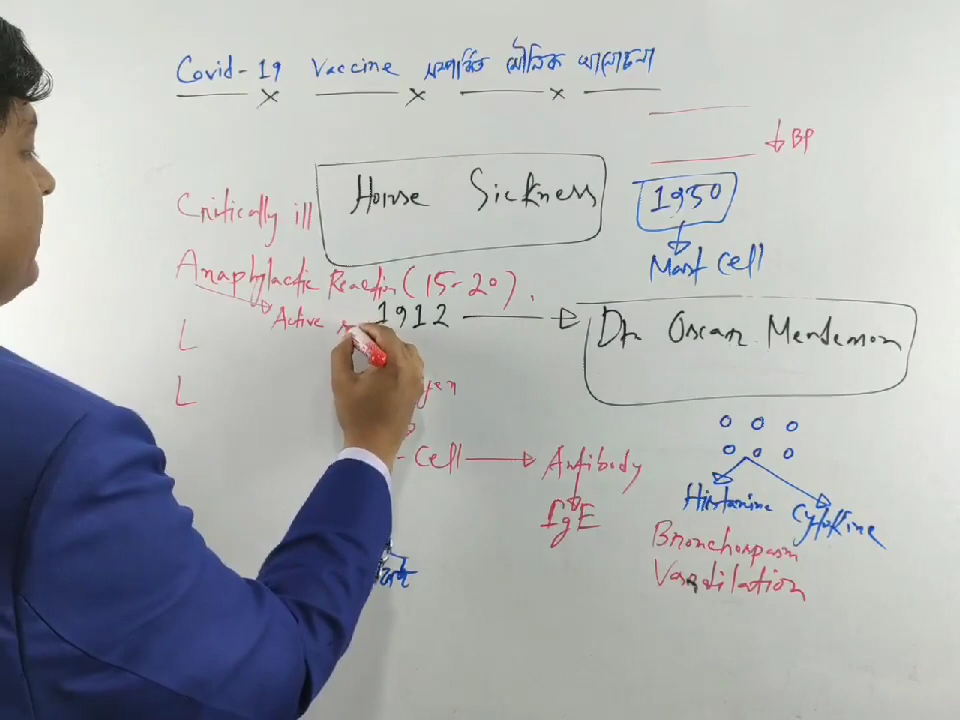 Covid-19 Vaccine সম্পর্কিত মৌলিক আলোচনা
↓ BP
Horse Sickness
1950
Critically ill
Mast cell
Anaphylactic Reaction (15-20).
Active
1912 → Dr Oscar
Cell → Antibody
IgE
Histamine
Cytokine
Bronchospasm
Vasodilation